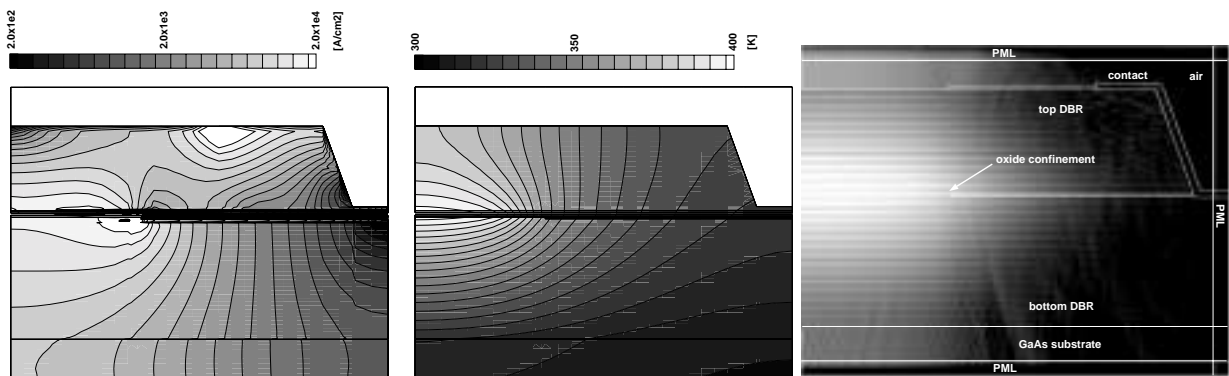 2.0x1e2
2.0x1e3
2.0x1e4
[A/cm2]
300
350
400
[K]
PML
contact
air
top DBR
oxide confinement
PML
bottom DBR
GaAs substrate
PML